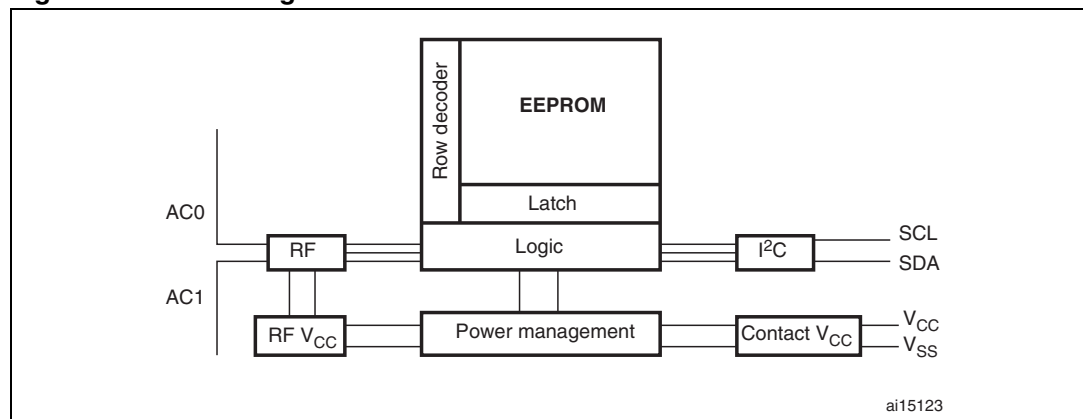 Row decoder
EEPROM
Latch
AC0
RF
Logic
I²C
SCL
SDA
AC1
RF VCC
Power management
Contact VCC
VCC
VSS
ai15123